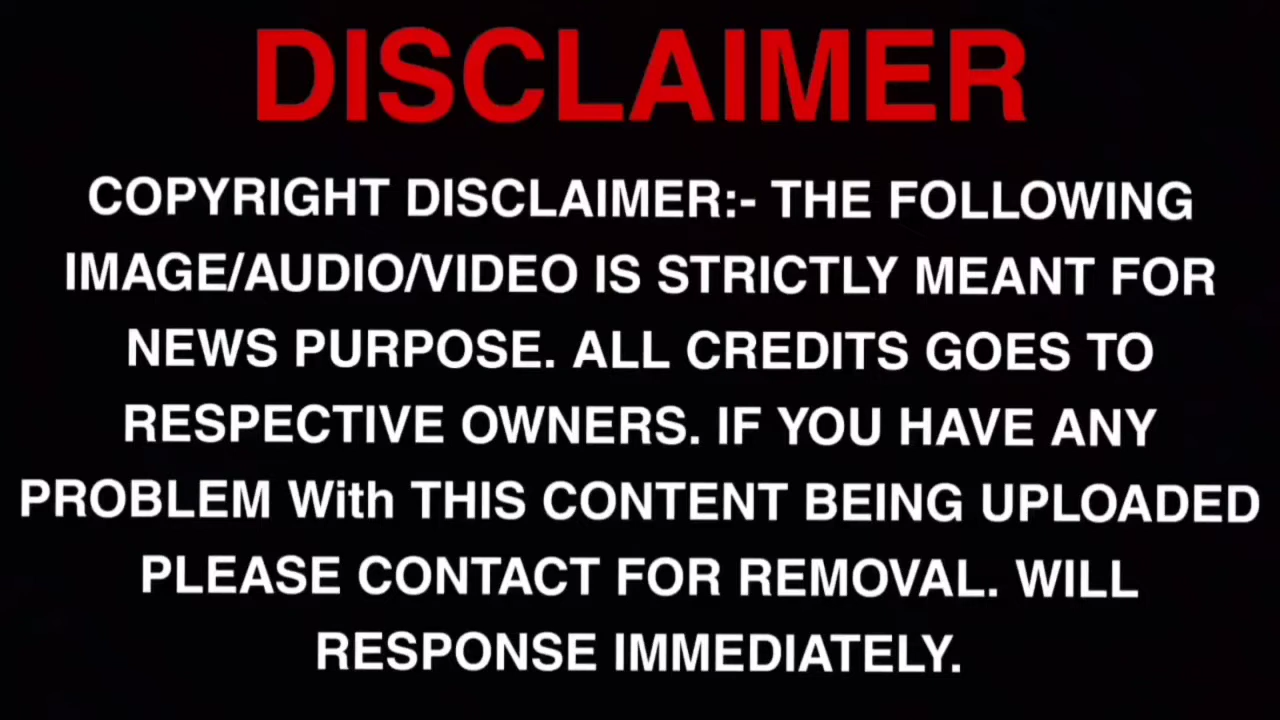 DISCLAIMER
COPYRIGHT DISCLAIMER:- THE FOLLOWING
IMAGE/AUDIO/VIDEO IS STRICTLY MEANT FOR
NEWS PURPOSE. ALL CREDITS GOES TO
RESPECTIVE OWNERS. IF YOU HAVE ANY
PROBLEM With THIS CONTENT BEING UPLOADED
PLEASE CONTACT FOR REMOVAL. WILL
RESPONSE IMMEDIATELY.